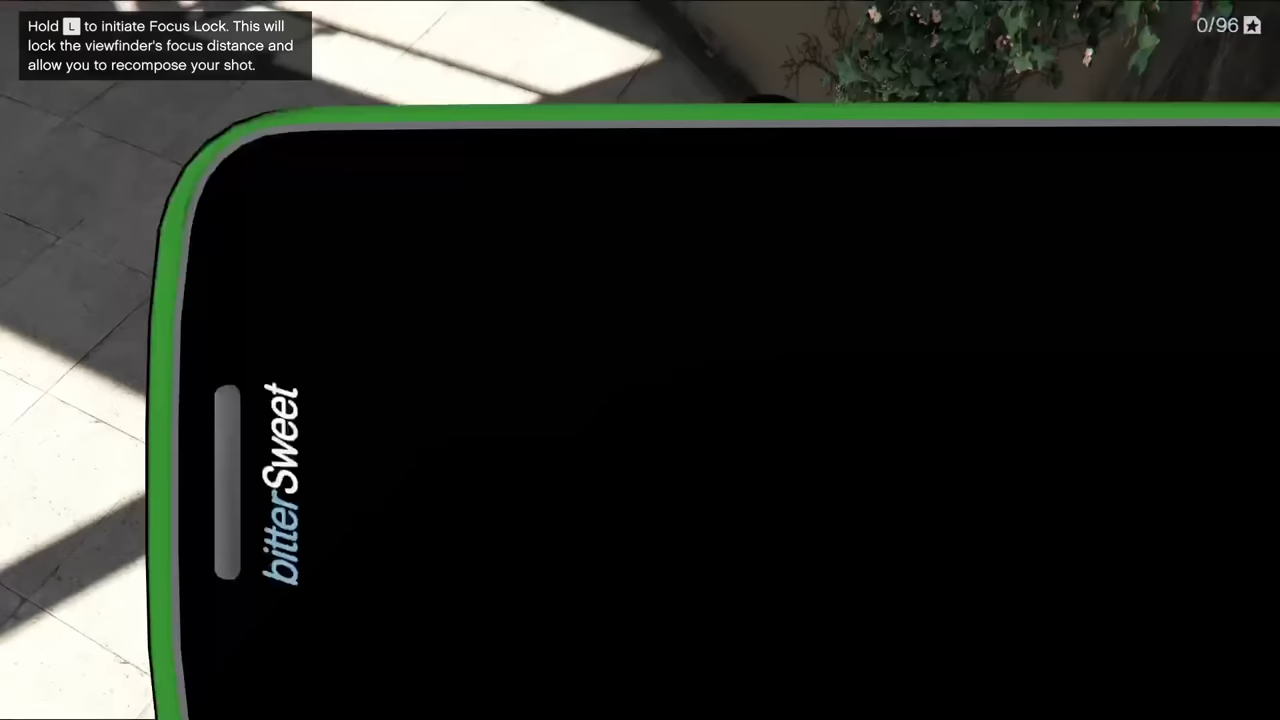 Hold L to initiate Focus Lock. This will
lock the viewfinder's focus distance and
allow you to recompose your shot.
0/96
bitterSweet